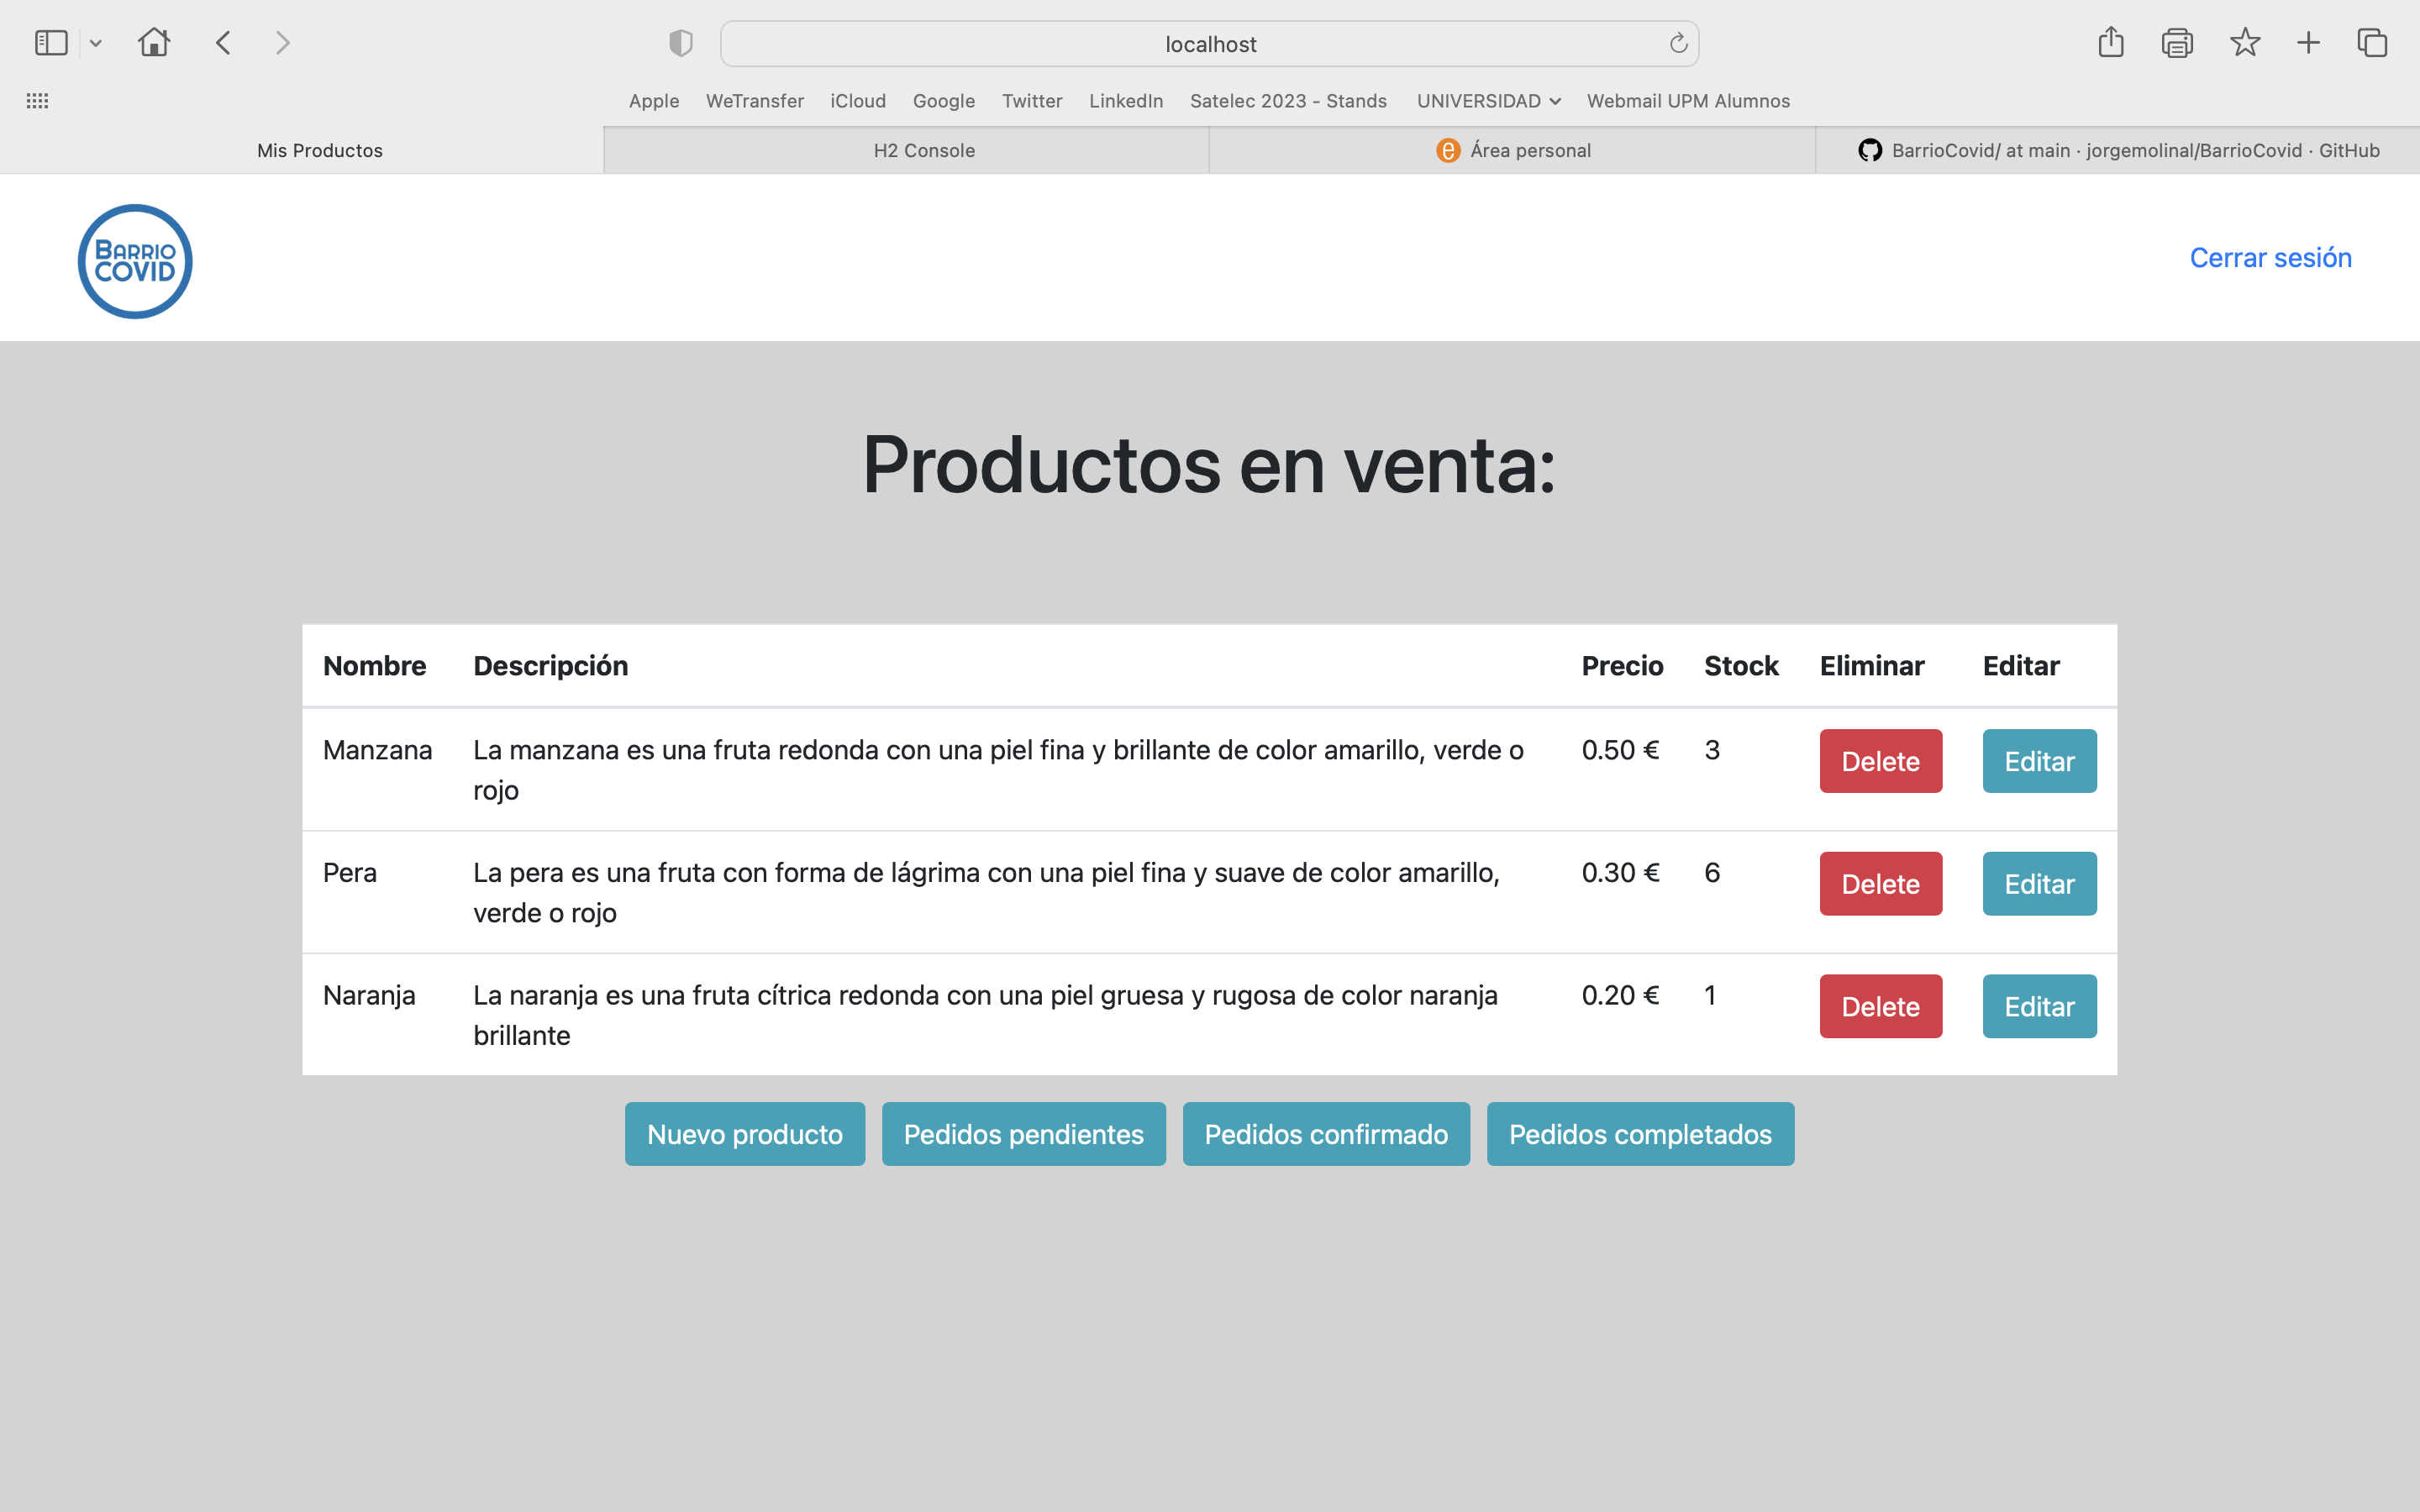 localhost
Apple WeTransfer iCloud Google Twitter LinkedIn Satelec 2023 - Stands UNIVERSIDAD Webmail UPM Alumnos
Mis Productos H2 Console Área personal BarrioCovid/ at main · jorgemolinal/BarrioCovid · GitHub
BARRIO
COVID
Cerrar sesión
Productos en venta:
Nombre Descripción Precio Stock Eliminar Editar
Manzana La manzana es una fruta redonda con una piel fina y brillante de color amarillo, verde o 0.50 € 3 Delete Editar
rojo
Pera La pera es una fruta con forma de lágrima con una piel fina y suave de color amarillo, 0.30 € 6 Delete Editar
verde o rojo
Naranja La naranja es una fruta cítrica redonda con una piel gruesa y rugosa de color naranja 0.20 € 1 Delete Editar
brillante
Nuevo producto Pedidos pendientes Pedidos confirmado Pedidos completados